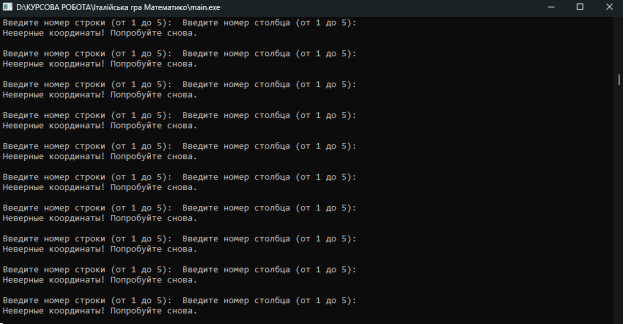 D:\КУРСОВА РОБОТА\Італійська гра Математико\main.exe
Введите номер строки (от 1 до 5):  Введите номер столбца (от 1 до 5):
Неверные координаты! Попробуйте снова.
Введите номер строки (от 1 до 5):  Введите номер столбца (от 1 до 5):
Неверные координаты! Попробуйте снова.
Введите номер строки (от 1 до 5):  Введите номер столбца (от 1 до 5):
Неверные координаты! Попробуйте снова.
Введите номер строки (от 1 до 5):  Введите номер столбца (от 1 до 5):
Неверные координаты! Попробуйте снова.
Введите номер строки (от 1 до 5):  Введите номер столбца (от 1 до 5):
Неверные координаты! Попробуйте снова.
Введите номер строки (от 1 до 5):  Введите номер столбца (от 1 до 5):
Неверные координаты! Попробуйте снова.
Введите номер строки (от 1 до 5):  Введите номер столбца (от 1 до 5):
Неверные координаты! Попробуйте снова.
Введите номер строки (от 1 до 5):  Введите номер столбца (от 1 до 5):
Неверные координаты! Попробуйте снова.
Введите номер строки (от 1 до 5):  Введите номер столбца (от 1 до 5):
Неверные координаты! Попробуйте снова.
Введите номер строки (от 1 до 5):  Введите номер столбца (от 1 до 5):
Неверные координаты! Попробуйте снова.